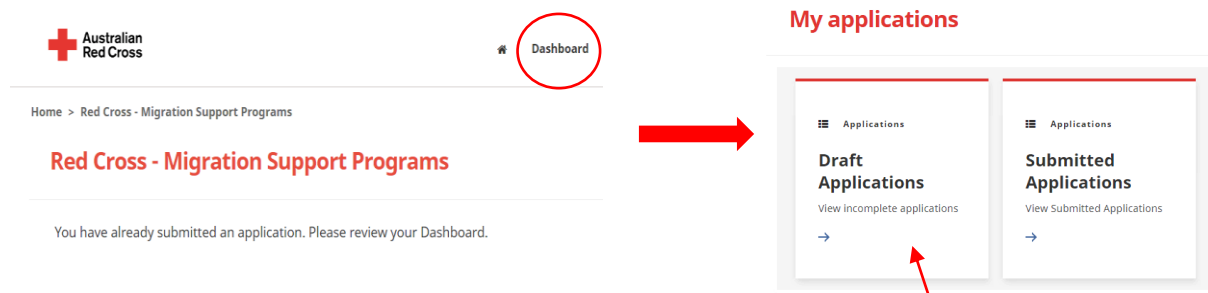 Australian
Red Cross
Dashboard
Home > Red Cross - Migration Support Programs
Red Cross - Migration Support Programs
You have already submitted an application. Please review your Dashboard.
My applications
Applications
Draft
Applications
View incomplete applications
Applications
Submitted
Applications
View Submitted Applications